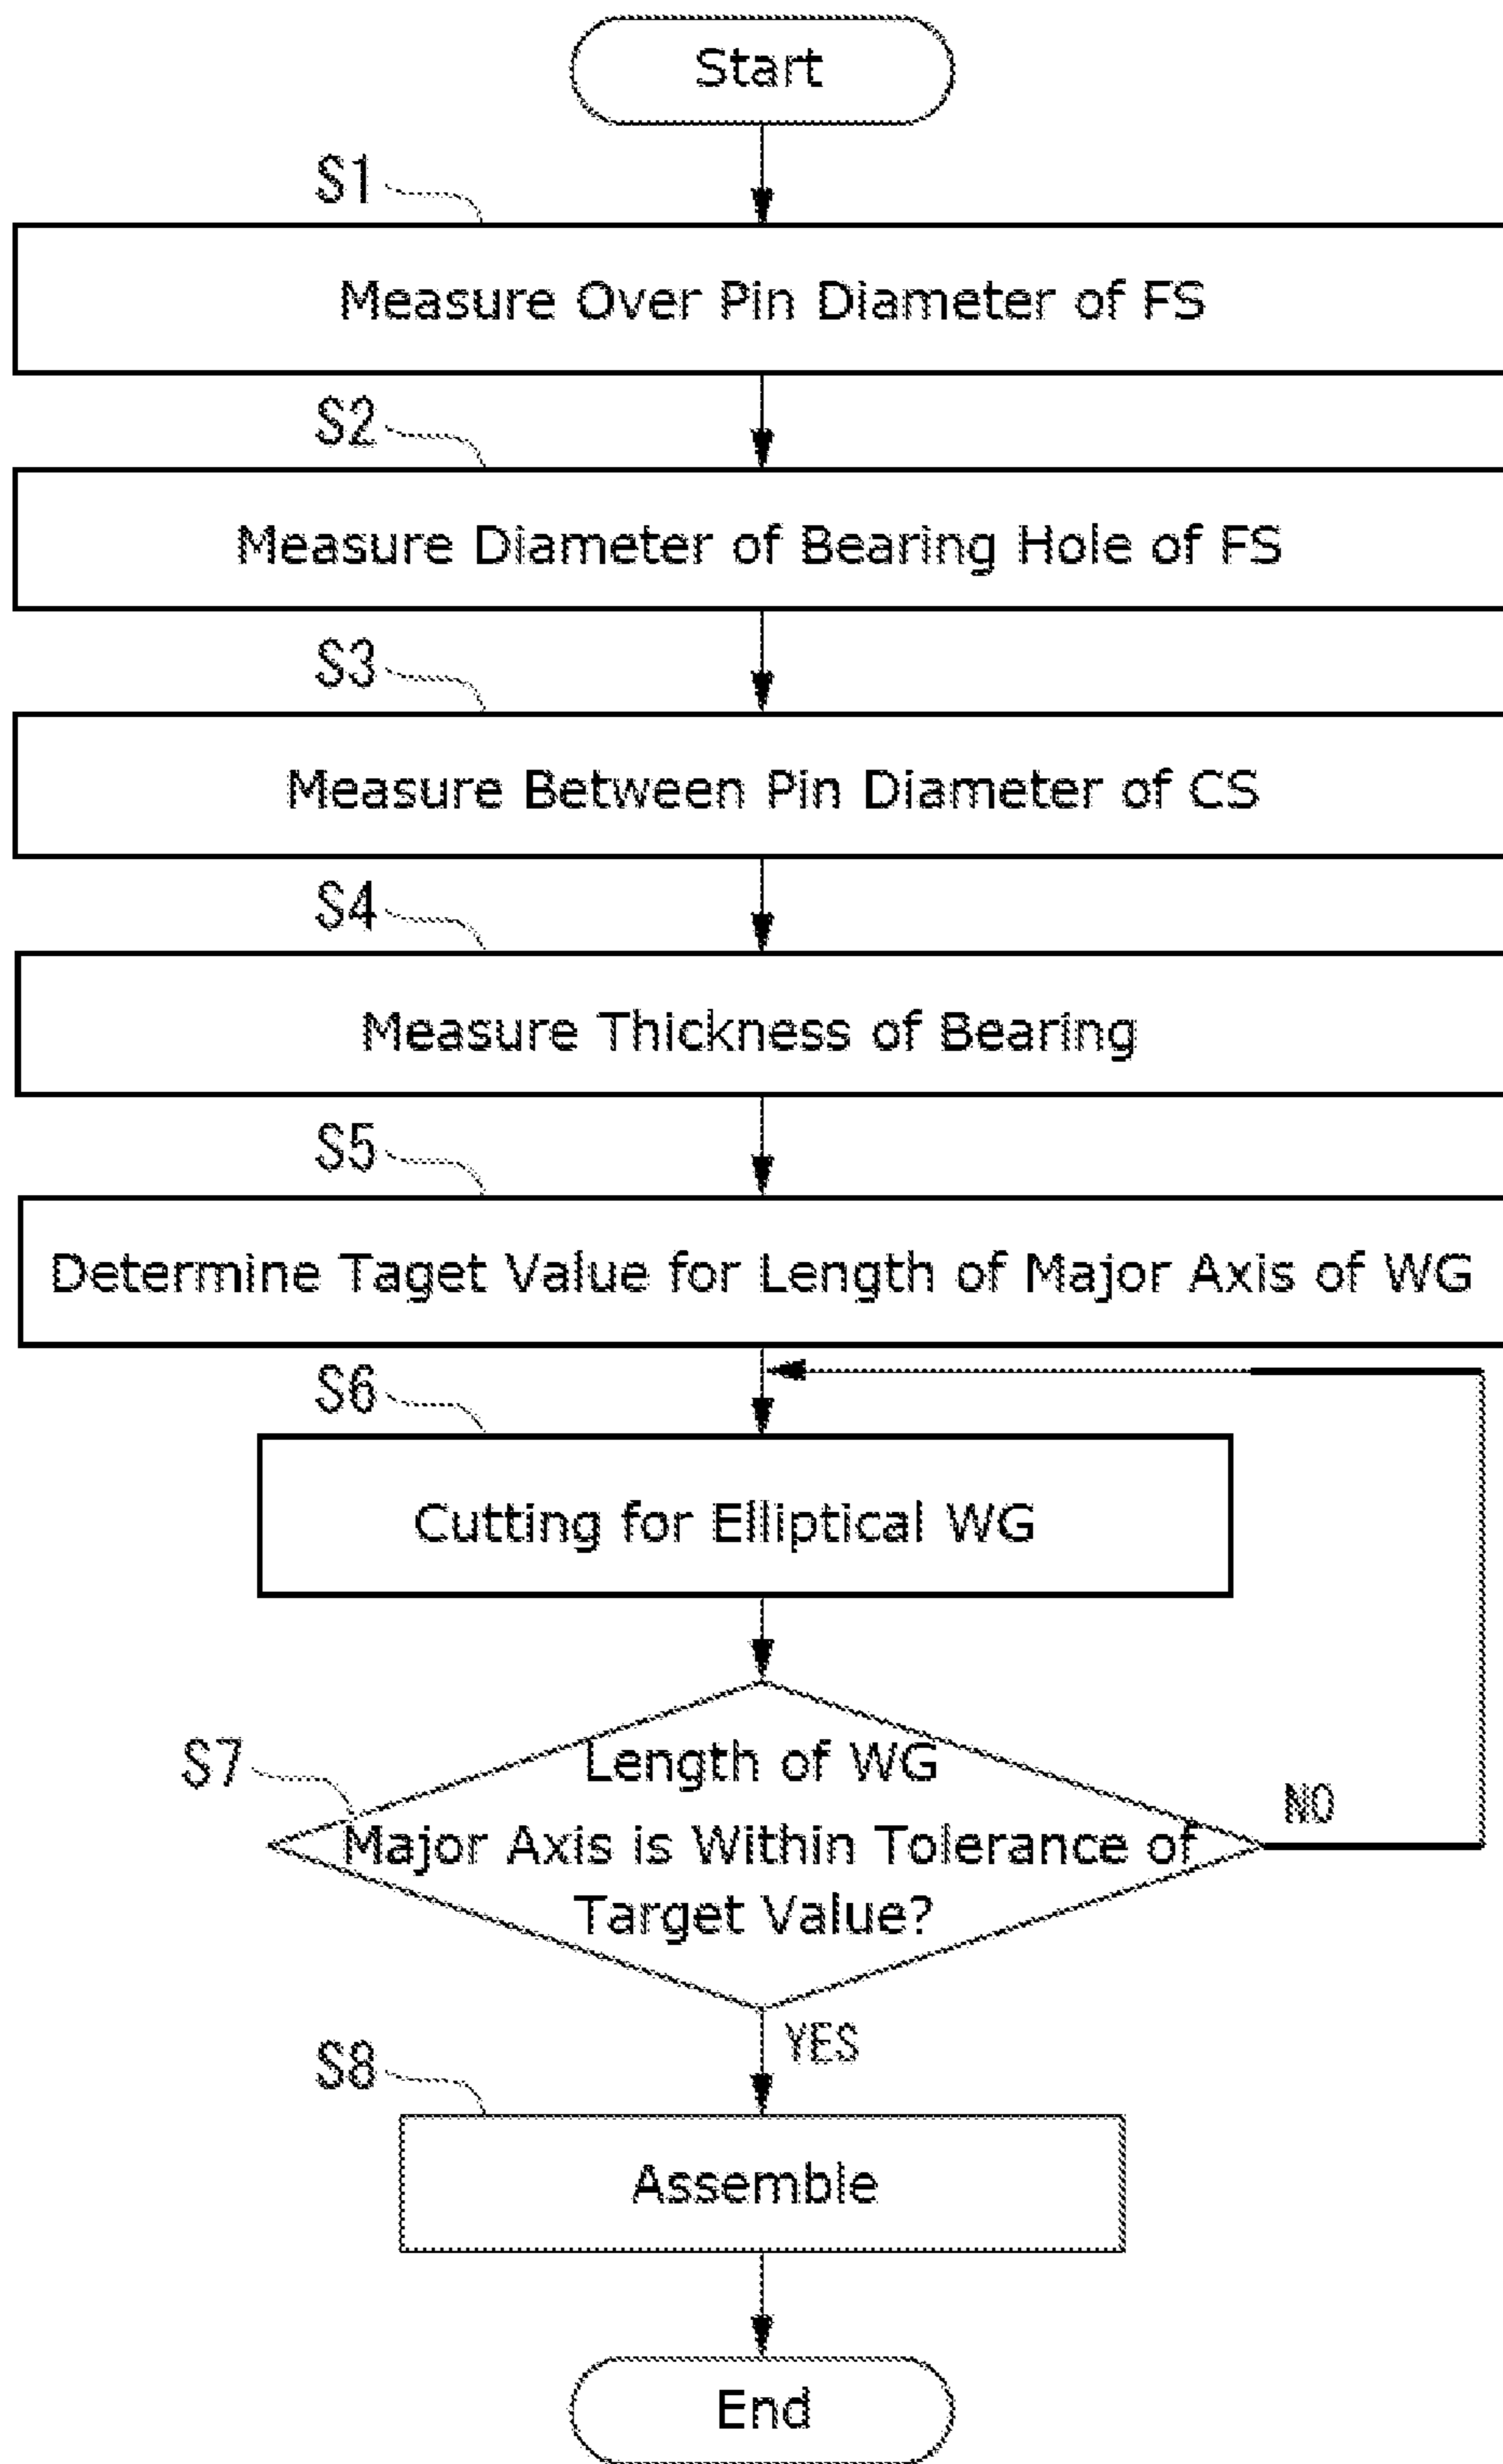 Start
S1
Measure Over Pin Diameter of FS
S2
Measure Diameter of Bearing Hole of FS
S3
Measure Between Pin Diameter of CS
S4
Measure Thickness of Bearing
S5
Determine Taget Value for Length of Major Axis of WG
S6
Cutting for Elliptical WG
S7
Length of WG
Major Axis is Within Tolerance of
Target Value?
NO
YES
S8
Assemble
End